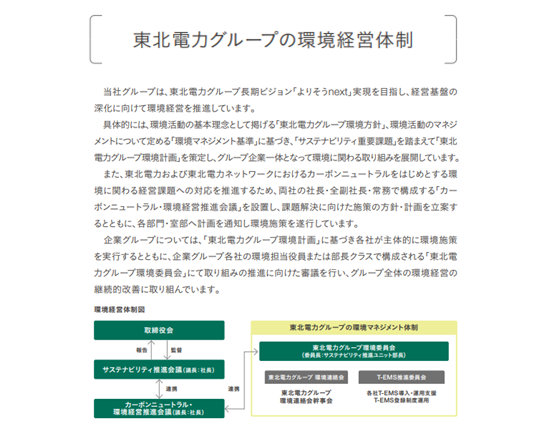 東北電力グループの環境経営体制
当社グループは、東北電力グループ長期ビジョン「よりそうnext」実現を目指し、経営基盤の
深化に向けて環境経営を推進しています。
具体的には、環境活動の基本理念として掲げる「東北電力グループ環境方針」、環境活動のマネジ
メントについて定める「環境マネジメント基準」に基づき、「サステナビリティ重要課題」を踏まえて「東北
電力グループ環境計画」を策定し、グループ企業一体となって環境に関わる取り組みを展開しています。
また、東北電力および東北電力ネットワークにおけるカーボンニュートラルをはじめとする環
境に関わる経営課題への対応を推進するため、両社の社長・全副社長・常務で構成する「カー
ボンニュートラル・環境経営推進会議」を設置し、課題解決に向けた施策の方針・計画を立案す
るとともに、各部門・室部へ計画を通知し環境施策を遂行しています。
企業グループについては、「東北電力グループ環境計画」に基づき各社が主体的に環境施策
を実行するとともに、企業グループ各社の環境担当役員または部長クラスで構成される「東北電
力グループ環境委員会」にて取り組みの推進に向けた審議を行い、グループ全体の環境経営の
継続的改善に取り組んでいます。
環境経営体制図
取締役会
報告
監督
サステナビリティ推進会議(議長:社長)
連携
連携
カーボンニュートラル・
環境経営推進会議(議長:社長)
東北電力グループの環境マネジメント体制
東北電力グループ環境委員会
(委員長:サステナビリティ推進ユニット部長)
東北電力グループ 環境連絡会
T-EMS推進委員会
東北電力グループ
環境連絡会幹事会
各社T-EMS導入・運用支援
T-EMS登録制度運用